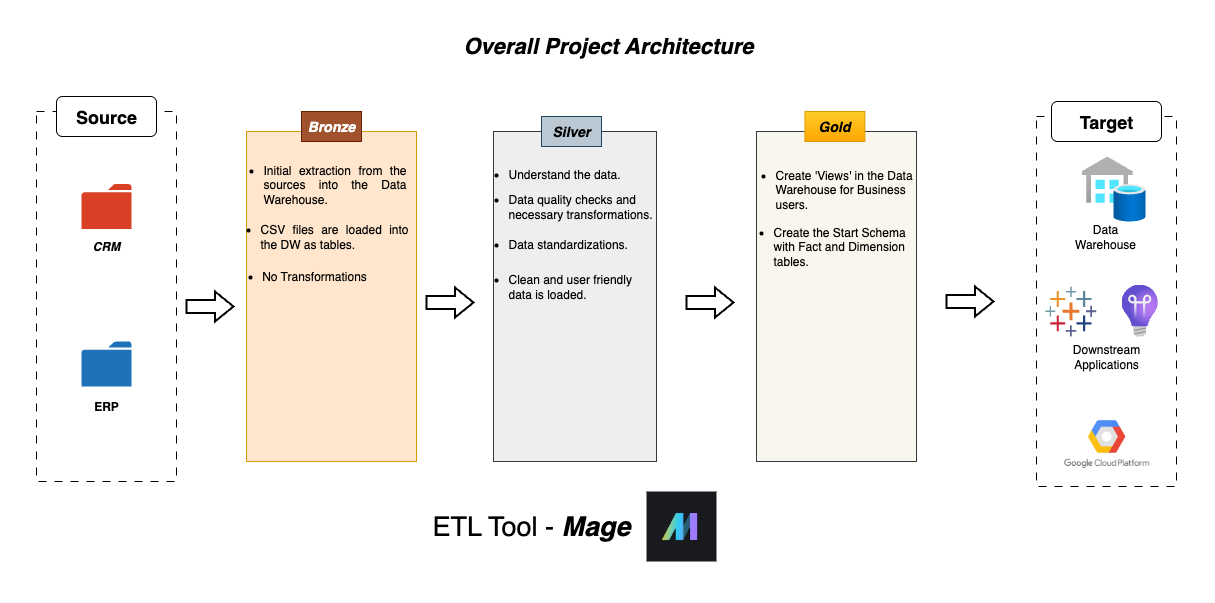 Overall Project Architecture
Source
CRM
ERP
Bronze
• Initial extraction from the
sources into the Data
Warehouse.
• CSV files are loaded into
the DW as tables.
• No Transformations
Silver
• Understand the data.
• Data quality checks and
necessary transformations.
• Data standardizations.
• Clean and user friendly
data is loaded.
Gold
• Create 'Views' in the Data
Warehouse for Business
users.
• Create the Start Schema
with Fact and Dimension
tables.
Target
Data
Warehouse
Downstream
Applications
Google Cloud Platform
ETL Tool - Mage